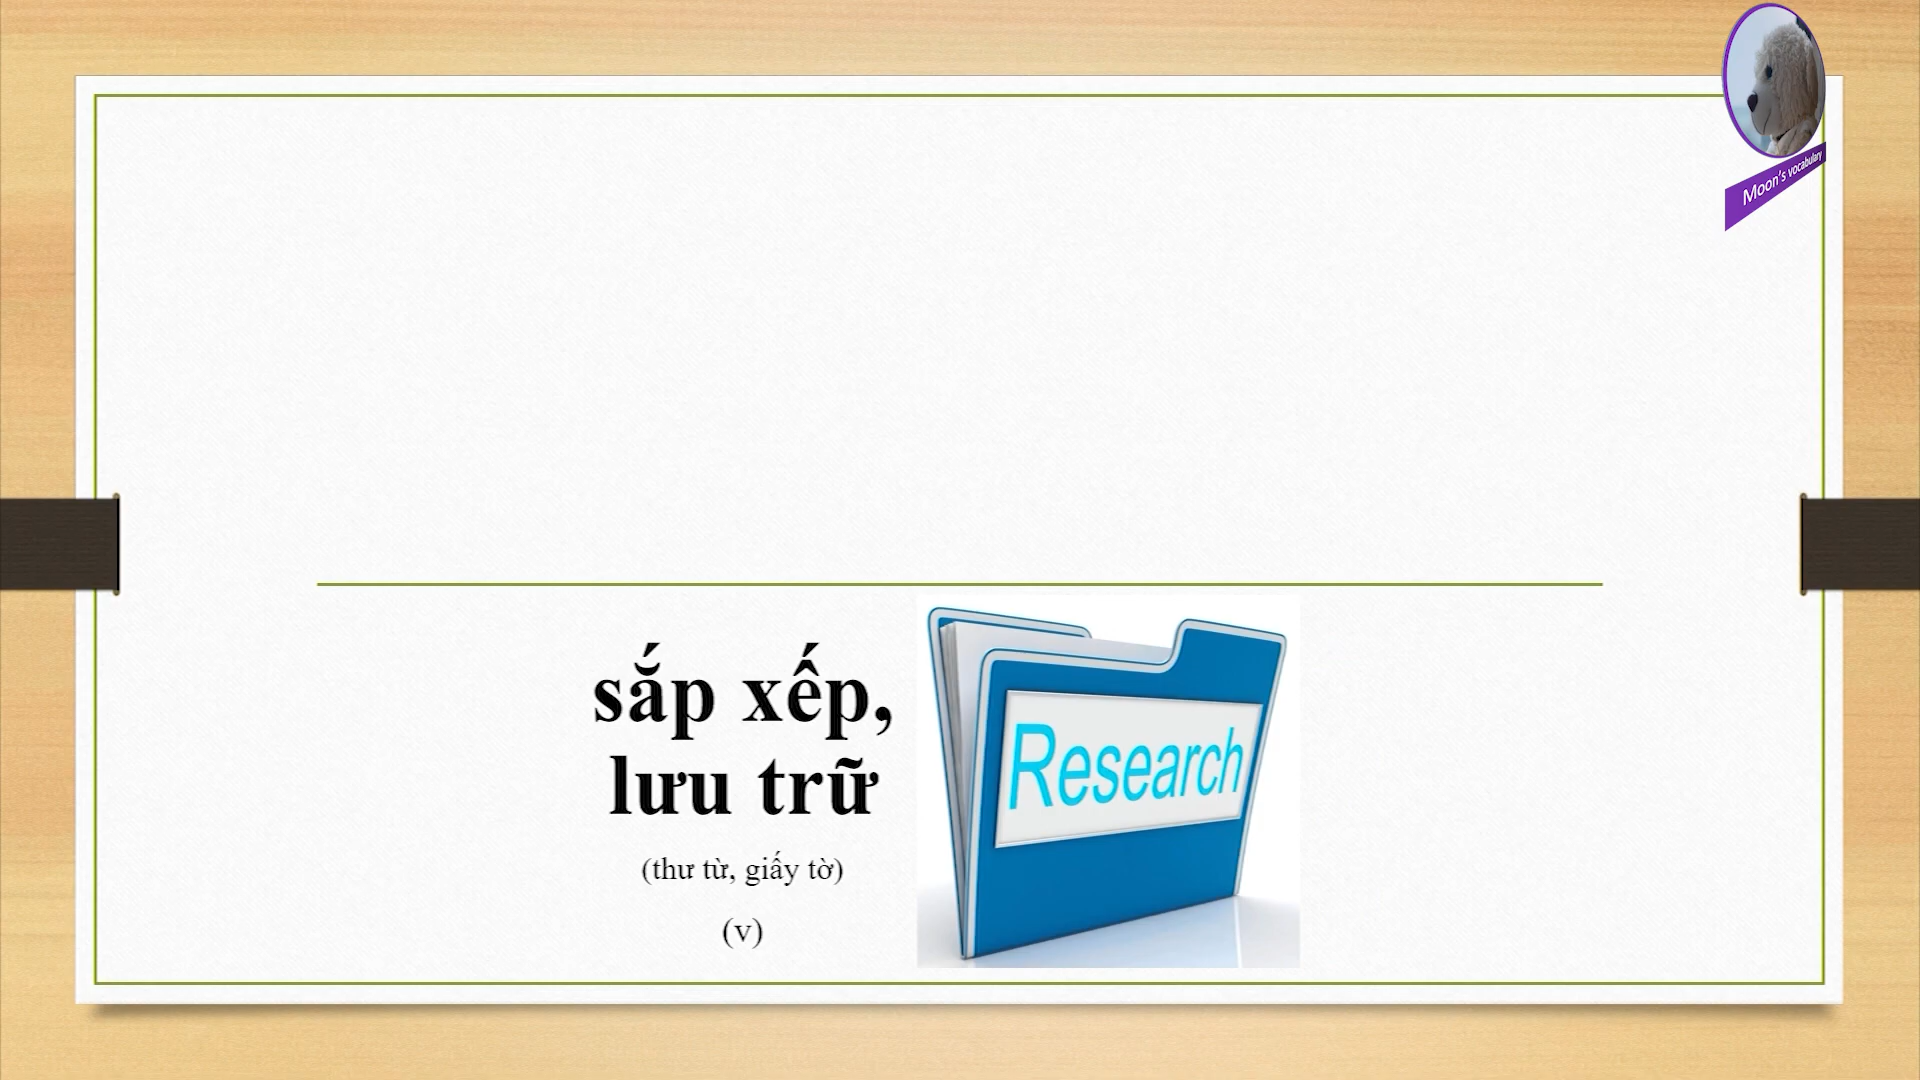 Moon's vocabulary
sắp xếp,
lưu trữ
(thư từ, giấy tờ)
(v)
Research